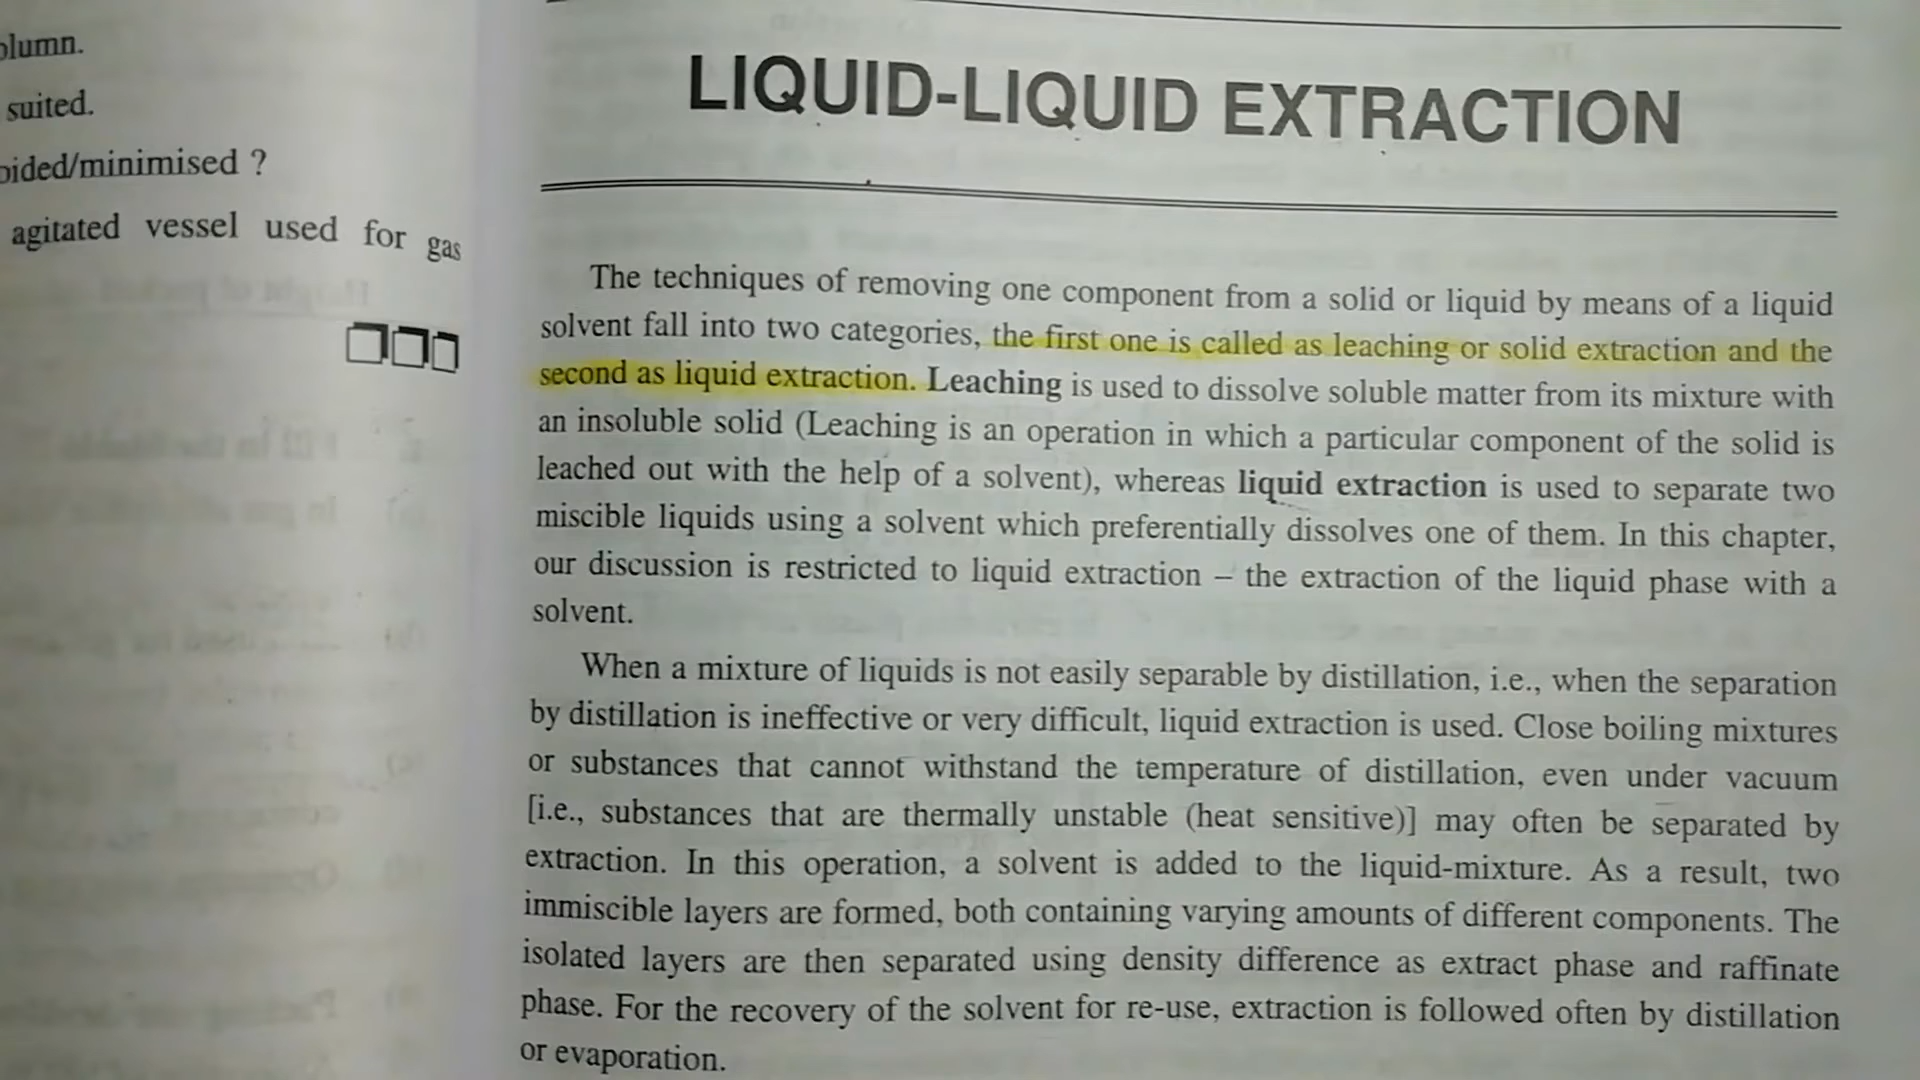 suited.
agitated vessel used for gas
LIQUID-LIQUID EXTRACTION
The techniques of removing one component from a solid or liquid by means of a liquid
solvent fall into two categories, the first one is called as leaching or solid extraction and the
second as liquid extraction. Leaching is used to dissolve soluble matter from its mixture with
an insoluble solid (Leaching is an operation in which a particular component of the solid is
leached out with the help of a solvent), whereas liquid extraction is used to separate two
miscible liquids using a solvent which preferentially dissolves one of them. In this chapter,
our discussion is restricted to liquid extraction – the extraction of the liquid phase with a
solvent.
When a mixture of liquids is not easily separable by distillation, i.e., when the separation
by distillation is ineffective or very difficult, liquid extraction is used. Close boiling mixtures
or substances that cannot withstand the temperature of distillation, even under vacuum
[i.e., substances that are thermally unstable (heat sensitive)] may often be separated by
extraction. In this operation, a solvent is added to the liquid-mixture. As a result, two
immiscible layers are formed, both containing varying amounts of different components. The
isolated layers are then separated using density difference as extract phase and raffinate
phase. For the recovery of the solvent for re-use, extraction is followed often by distillation
or evaporation.